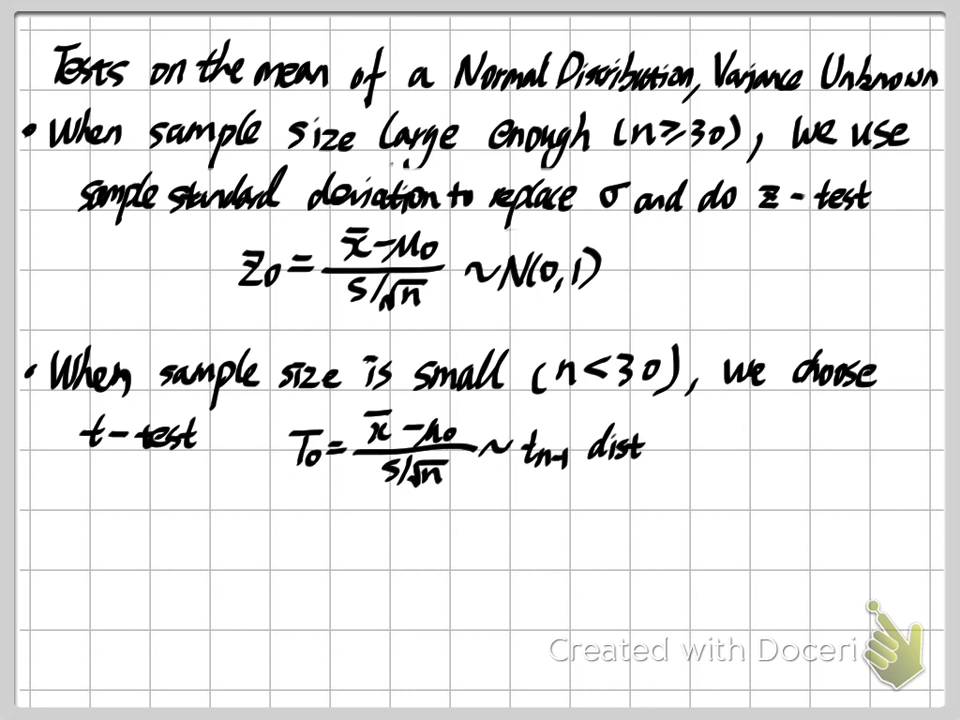 Tests on the mean of a Normal Distribution, Variance Unknown
• When sample size large enough (n≥30), we use
sample standard deviation to replace σ and do z-test
Z₀ = (x̄-μ₀)/(s/√n) ~ N(0,1)
• When sample size is small (n<30), we choose
t-test T₀ = (x̄-μ₀)/(s/√n) ~ tₙ₋₁ dist
Created with Doceri